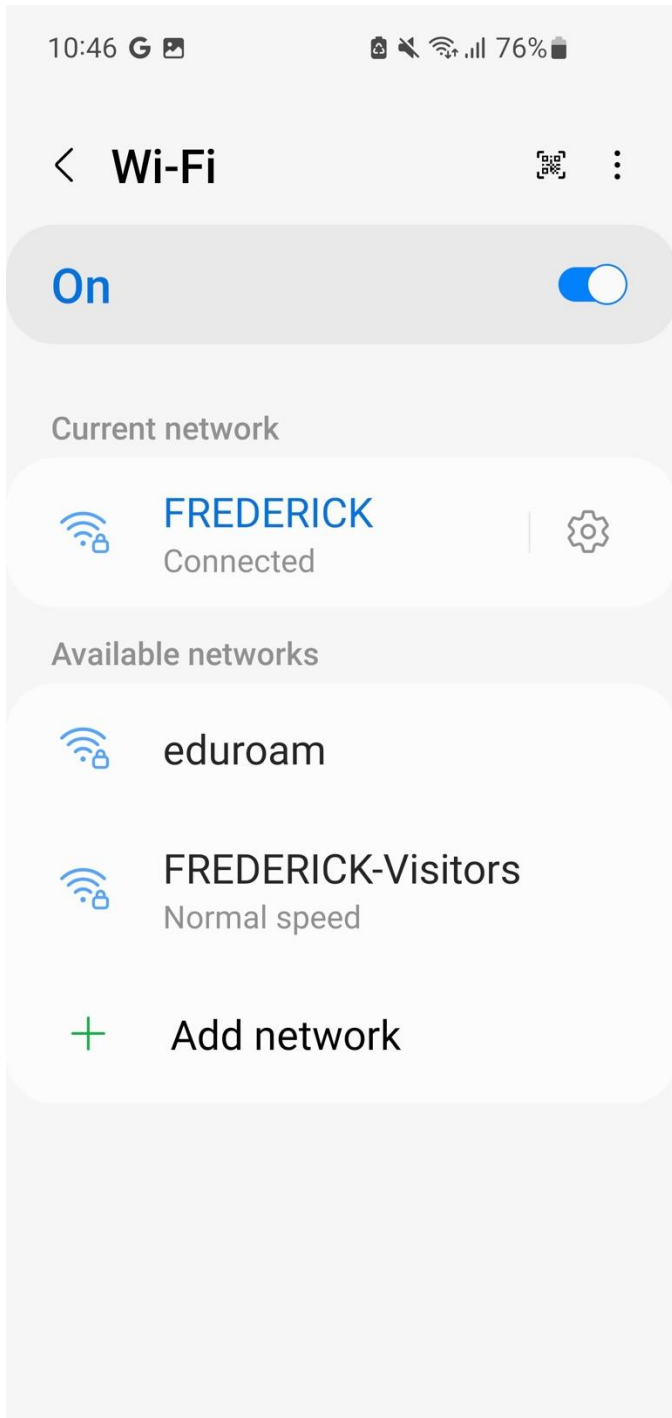 10:46 G 76%
Wi-Fi
On
Current network
FREDERICK
Connected
Available networks
eduroam
FREDERICK-Visitors
Normal speed
Add network